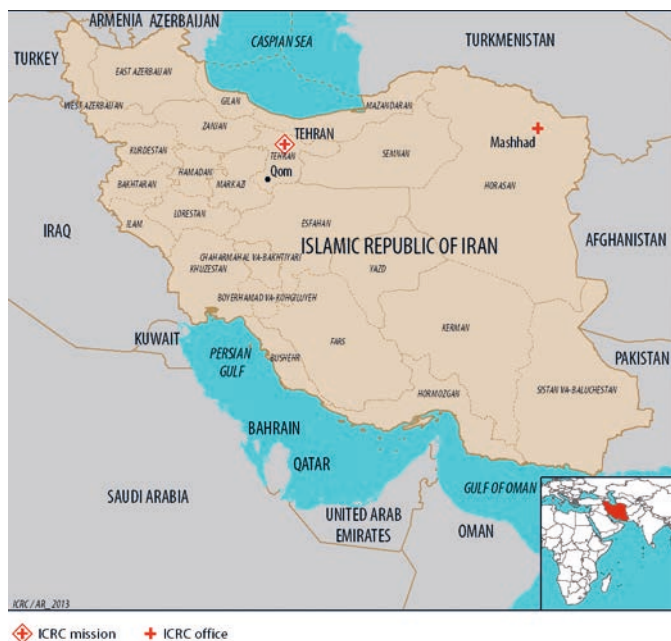 ARMENIA AZERBAIJAN
CASPIAN SEA
TURKMENISTAN
TURKEY
EAST AZERBAIJAN
WEST AZERBAIJAN
GILAN
MAZANDARAN
ZANJAN
TEHRAN
TEHRAN
SEMNAN
Mashhad
KURDESTAN
HAMADAN
Qom
BAKHTARAN
MARKAZI
HORASAN
LORESTAN
ILAM
ESFAHAN
IRAQ
ISLAMIC REPUBLIC OF IRAN
AFGHANISTAN
CHAHARMAHAL VA-BAKHTIYARI
KHUZESTAN
YAZD
BOYERHAMAD VA-KOHGILUYEH
KUWAIT
KERMAN
FARS
PERSIAN
GULF
BUSHEHR
PAKISTAN
HORMOZGAN
SISTAN VA-BALUCHESTAN
BAHRAIN
QATAR
GULF OF OMAN
SAUDI ARABIA
UNITED ARAB
EMIRATES
OMAN
ICRC / AR_2013
ICRC mission
ICRC office